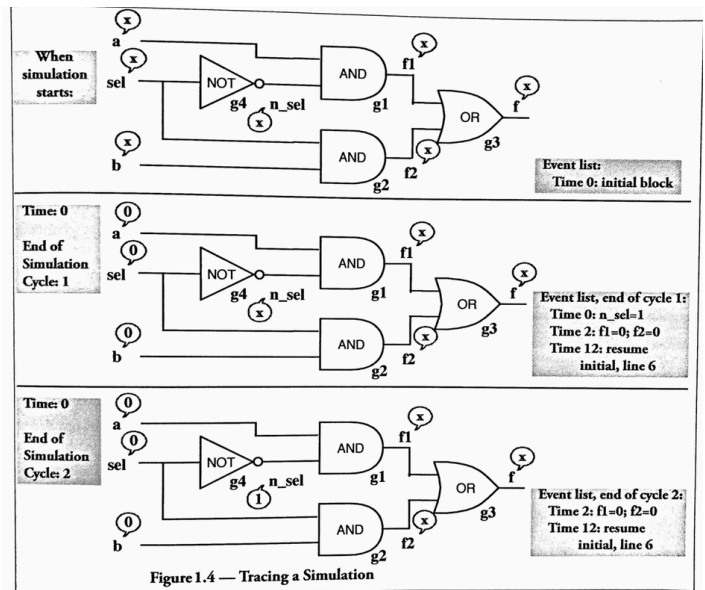 x
a
When
simulation
starts:
x
sel
NOT
g4
n_sel
x
AND
g1
f1
x
x
b
AND
g2
f2
x
OR
g3
f
x
Event list:
Time 0: initial block
Time: 0
End of
Simulation
Cycle: 1
0
a
0
sel
NOT
g4
n_sel
x
AND
g1
f1
x
0
b
AND
g2
f2
x
OR
g3
f
x
Event list, end of cycle 1:
Time 0: n_sel=1
Time 2: f1=0; f2=0
Time 12: resume
initial, line 6
Time: 0
End of
Simulation
Cycle: 2
0
a
0
sel
NOT
g4
n_sel
1
AND
g1
f1
x
0
b
AND
g2
f2
x
OR
g3
f
x
Event list, end of cycle 2:
Time 2: f1=0; f2=0
Time 12: resume
initial, line 6
Figure 1.4 — Tracing a Simulation